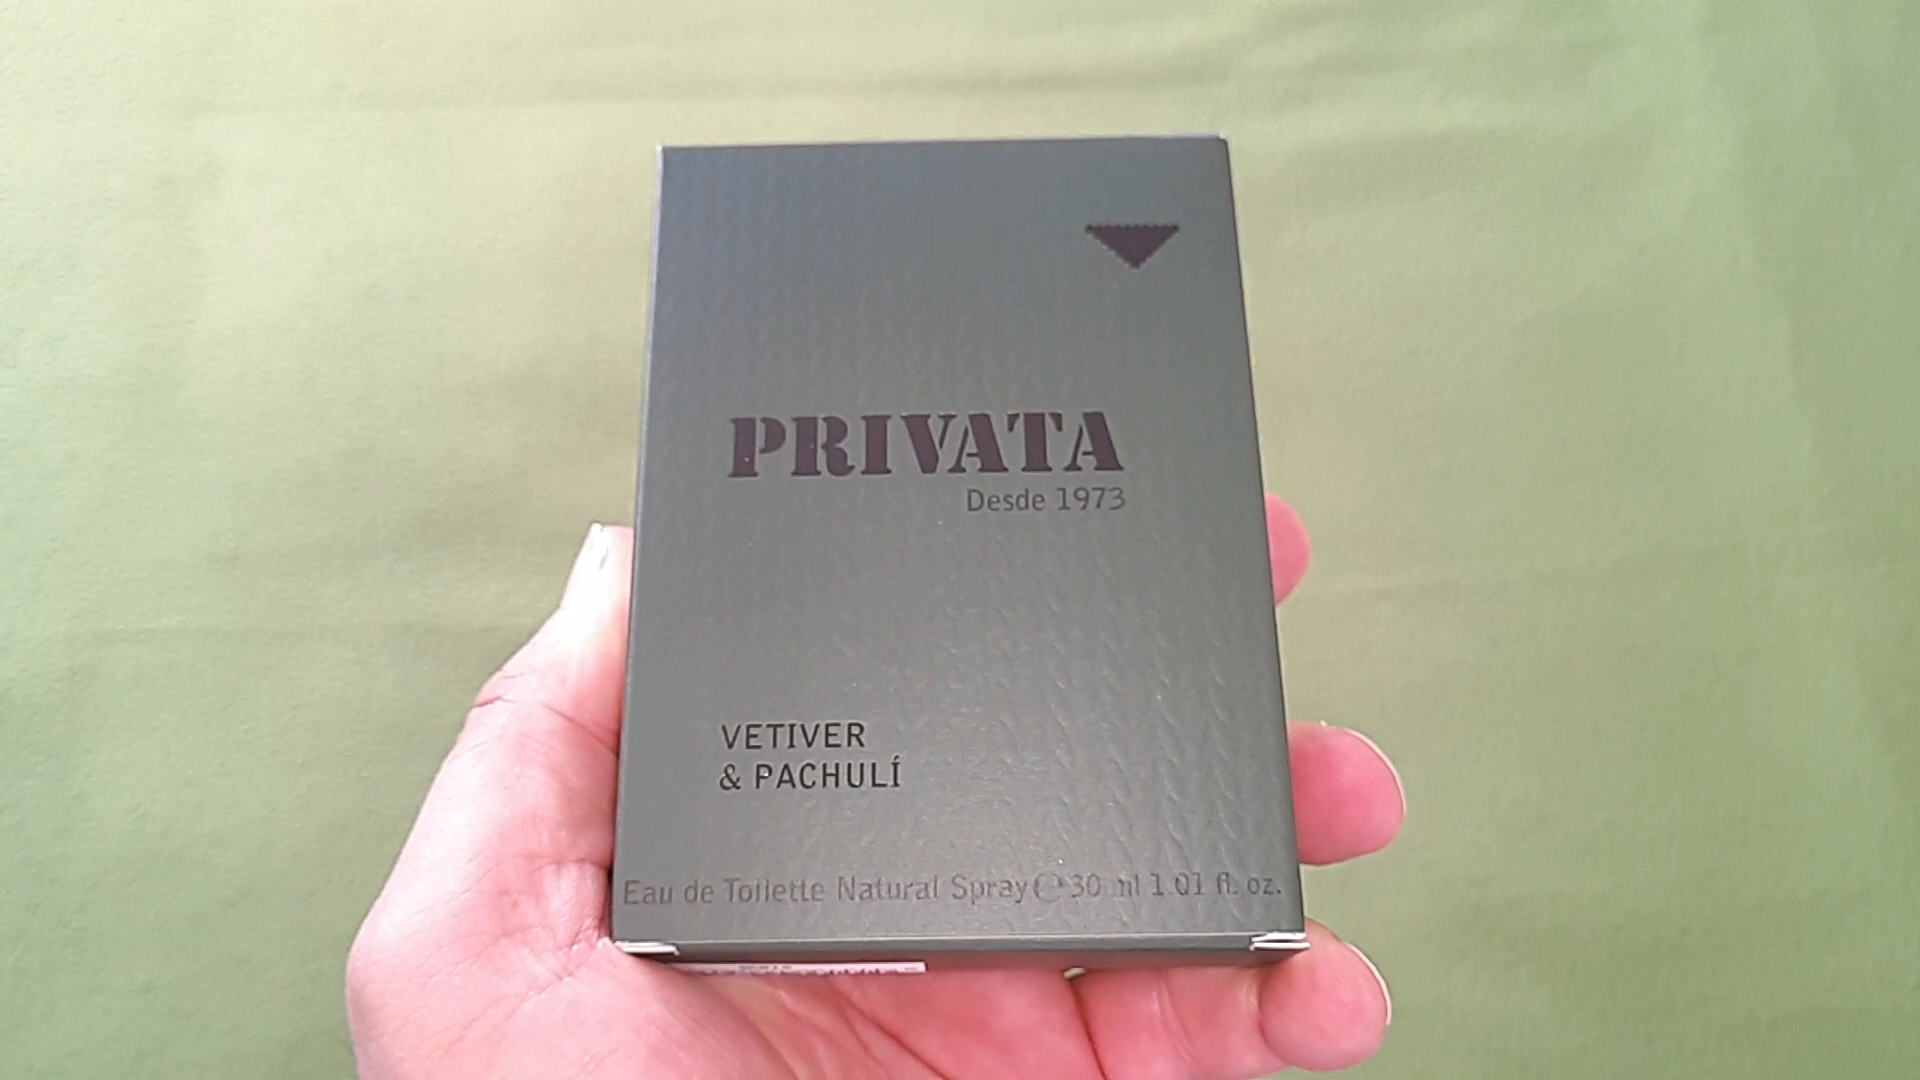 PRIVATA
Desde 1973
VETIVER
& PACHULÍ
Eau de Toilette Natural Spray ℮ 30 ml 1.01 fl. oz.